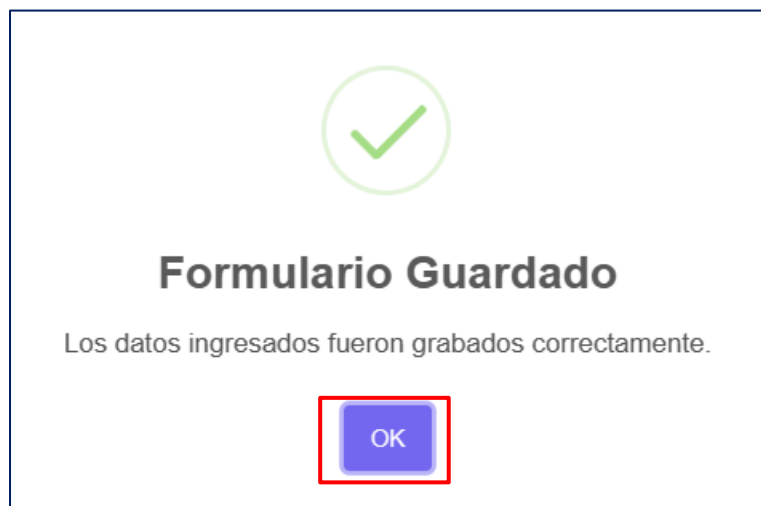 Formulario Guardado
Los datos ingresados fueron grabados correctamente.
OK